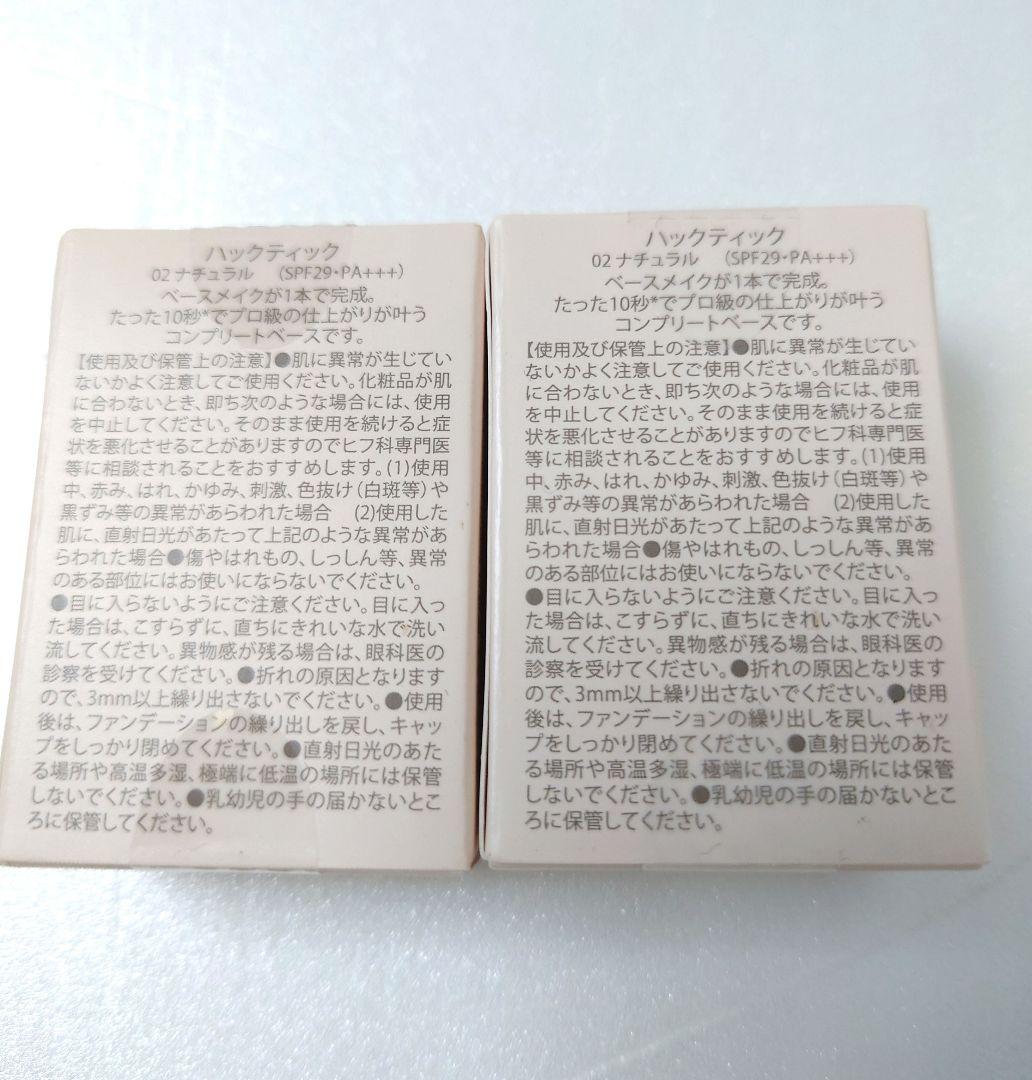 ハックティック
02 ナチュラル　（SPF29・PA+++）
ベースメイクが1本で完成。
たった10秒*でプロ級の仕上がりが叶う
コンプリートベースです。
【使用及び保管上の注意】●肌に異常が生じてい
ないかよく注意してご使用ください。化粧品が肌
に合わないとき、即ち次のような場合には、使用
を中止してください。そのまま使用を続けると症
状を悪化させることがありますのでヒフ科専門医
等に相談されることをおすすめします。(1)使用
中、赤み、はれ、かゆみ、刺激、色抜け（白斑等）や
黒ずみ等の異常があらわれた場合　(2)使用した
肌に、直射日光があたって上記のような異常があ
らわれた場合●傷やはれもの、しっしん等、異常
のある部位にはお使いにならないでください。
●目に入らないようにご注意ください。目に入っ
た場合は、こすらずに、直ちにきれいな水で洗い
流してください。異物感が残る場合は、眼科医の
診察を受けてください。●折れの原因となります
ので、3mm以上繰り出さないでください。●使用
後は、ファンデーションの繰り出しを戻し、キャッ
プをしっかり閉めてください。●直射日光のあた
る場所や高温多湿、極端に低温の場所には保管
しないでください。●乳幼児の手の届かないとこ
ろに保管してください。
ハックティック
02 ナチュラル　（SPF29・PA+++）
ベースメイクが1本で完成。
たった10秒*でプロ級の仕上がりが叶う
コンプリートベースです。
【使用及び保管上の注意】●肌に異常が生じてい
ないかよく注意してご使用ください。化粧品が肌
に合わないとき、即ち次のような場合には、使用
を中止してください。そのまま使用を続けると症
状を悪化させることがありますのでヒフ科専門医
等に相談されることをおすすめします。(1)使用
中、赤み、はれ、かゆみ、刺激、色抜け（白斑等）や
黒ずみ等の異常があらわれた場合　(2)使用した
肌に、直射日光があたって上記のような異常があ
らわれた場合●傷やはれもの、しっしん等、異常
のある部位にはお使いにならないでください。
●目に入らないようにご注意ください。目に入っ
た場合は、こすらずに、直ちにきれいな水で洗い
流してください。異物感が残る場合は、眼科医の
診察を受けてください。●折れの原因となります
ので、3mm以上繰り出さないでください。●使用
後は、ファンデーションの繰り出しを戻し、キャッ
プをしっかり閉めてください。●直射日光のあた
る場所や高温多湿、極端に低温の場所には保管
しないでください。●乳幼児の手の届かないとこ
ろに保管してください。